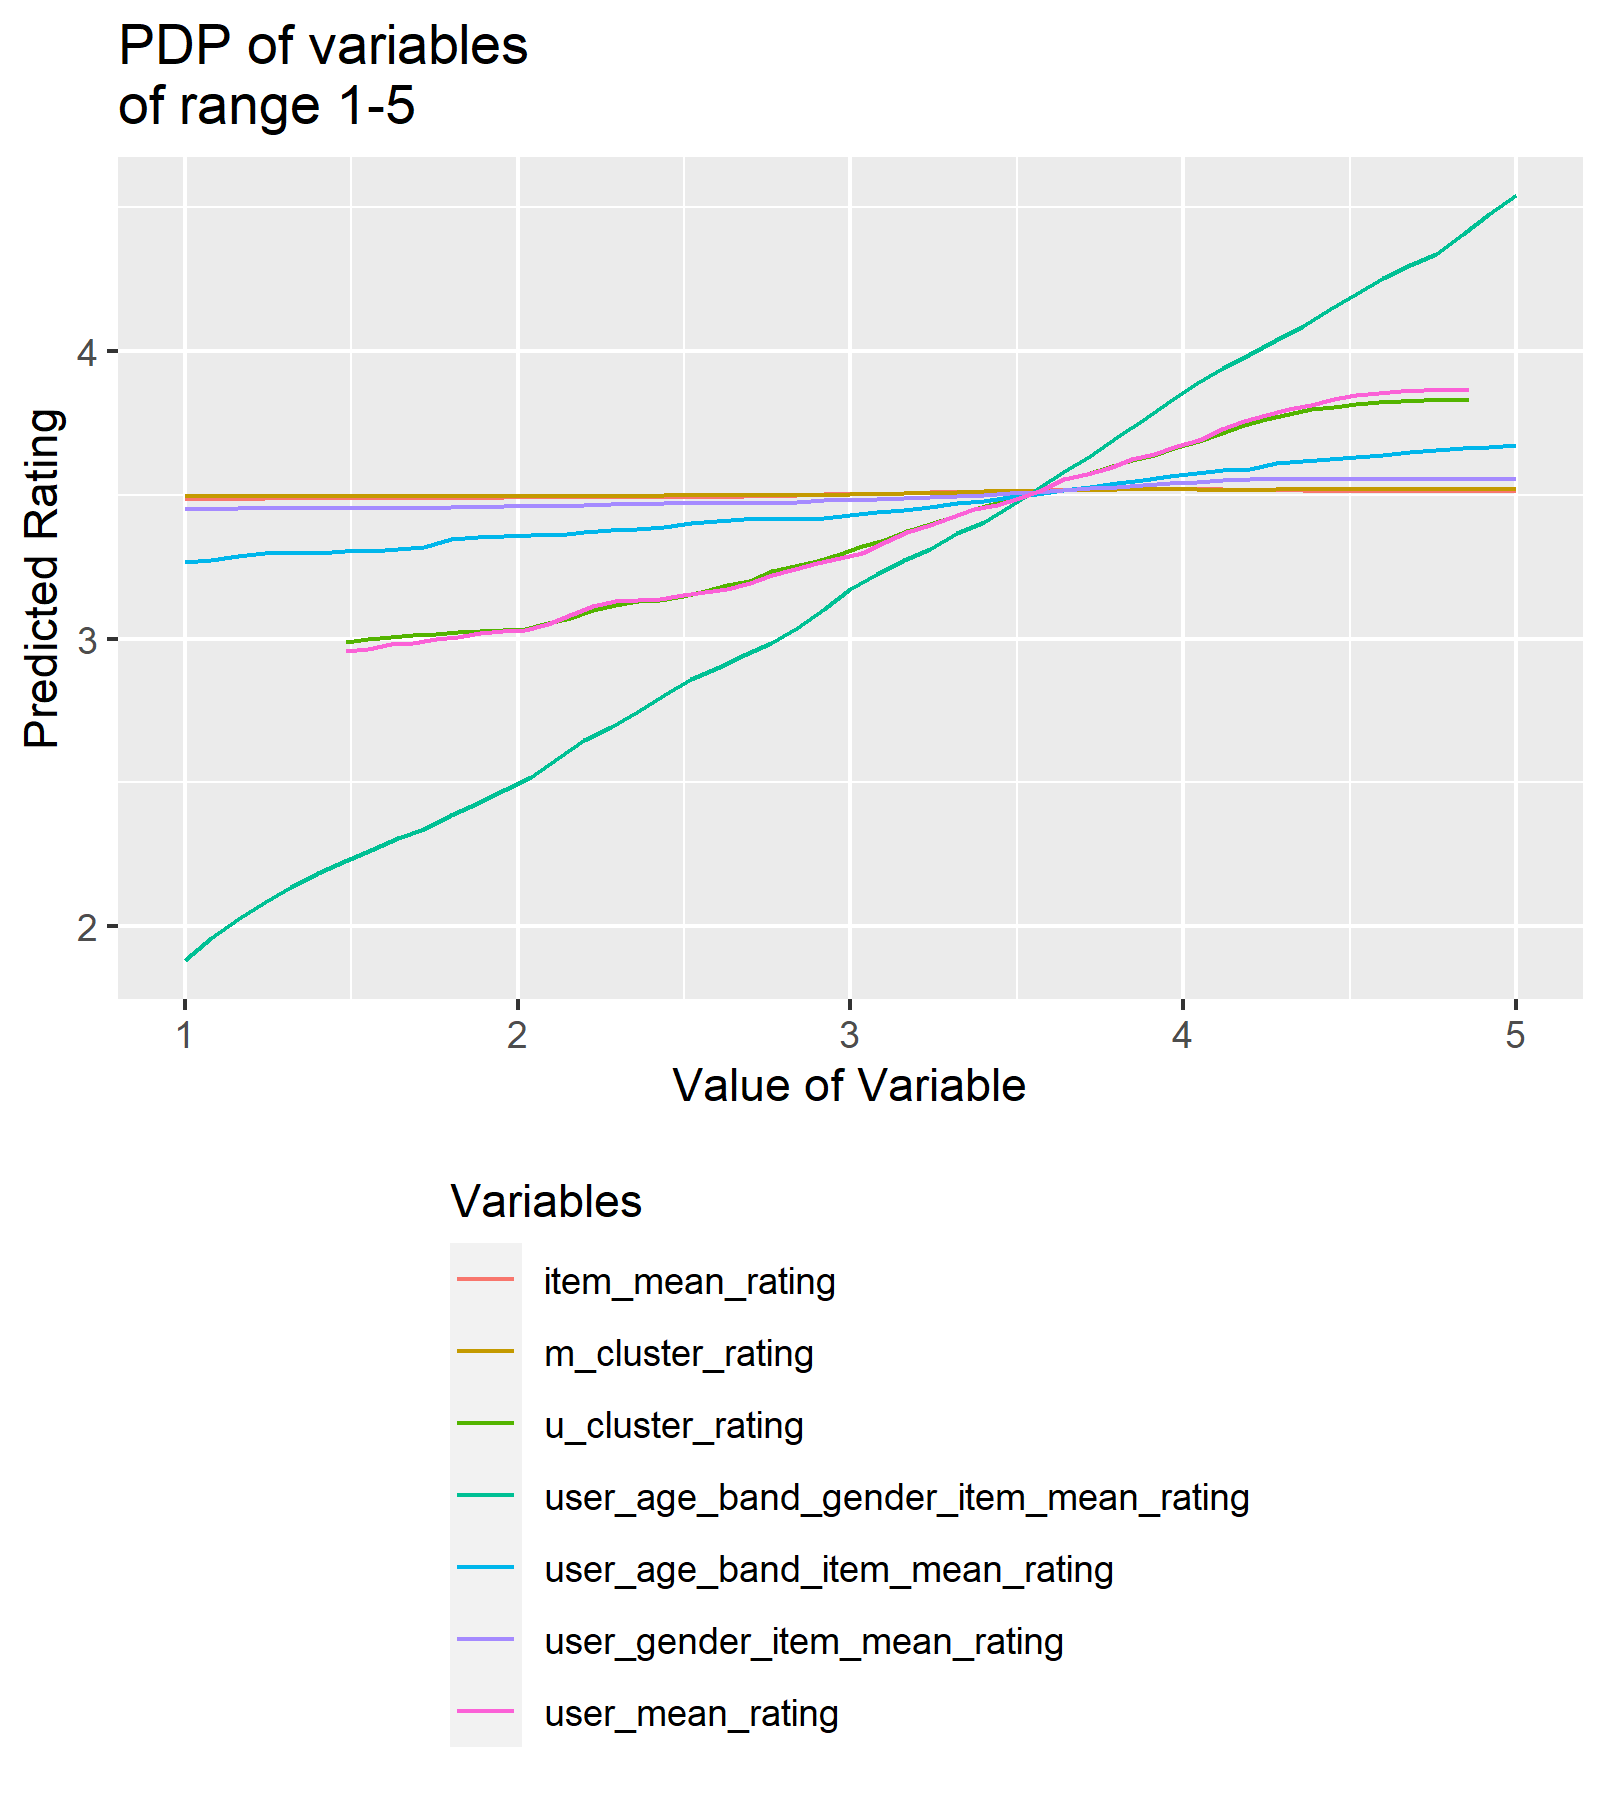 PDP of variables
of range 1-5
Predicted Rating
4
3
2
1 2 3 4 5
Value of Variable
Variables
item_mean_rating
m_cluster_rating
u_cluster_rating
user_age_band_gender_item_mean_rating
user_age_band_item_mean_rating
user_gender_item_mean_rating
user_mean_rating